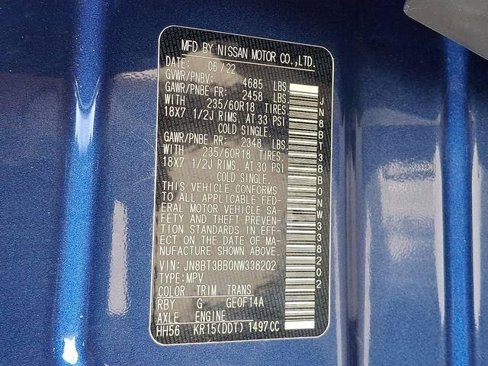 MFD BY NISSAN MOTOR CO.,LTD.
DATE: 06/22
GVWR/PNBV: 4685 LBS
GAWR/PNBE FR: 2458 LBS
WITH 235/60R18 TIRES
18X7 1/2J RIMS, AT 33 PSI
COLD SINGLE.
GAWR/PNBE RR: 2348 LBS
WITH 235/60R18 TIRES
18X7 1/2J RIMS, AT 30 PSI
COLD SINGLE.
THIS VEHICLE CONFORMS
TO ALL APPLICABLE FED-
ERAL MOTOR VEHICLE SA-
FETY AND THEFT PREVEN-
TION STANDARDS IN EFF-
ECT ON THE DATE OF MA-
NUFACTURE SHOWN ABOVE.
VIN: JN8BT3BB0NW338202
TYPE: MPV
COLOR TRIM TRANS
RBY G GE0F14A
AXLE ENGINE
HH56 KR15(DDT) 1497CC
JN8BT3BB0NW338202